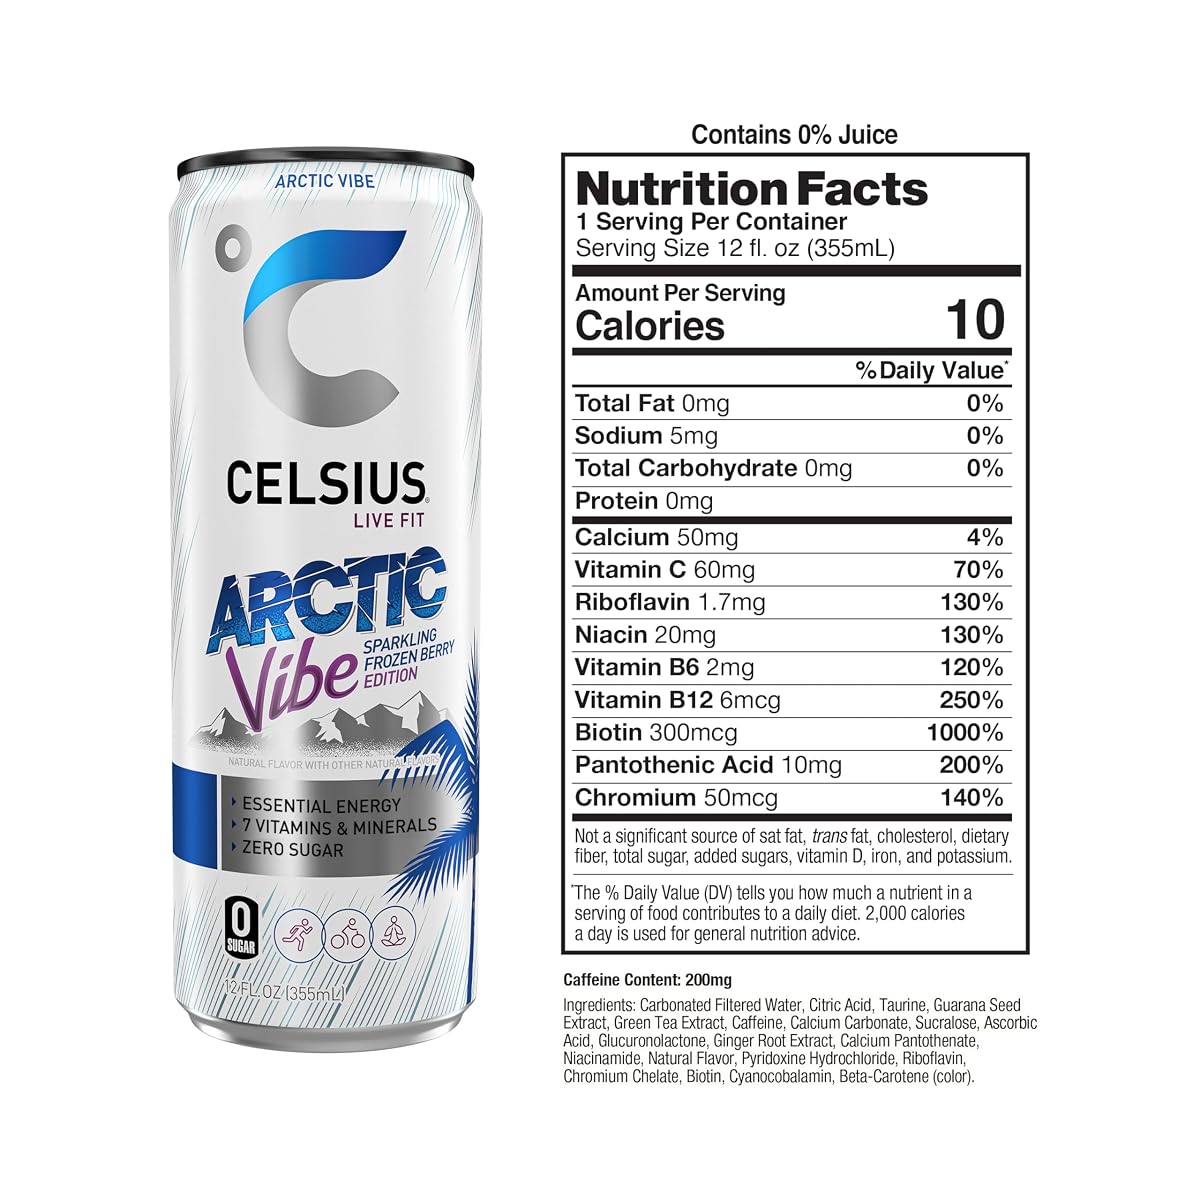 ARCTIC VIBE
CELSIUS®
LIVE FIT
ARCTIC
Vibe
SPARKLING
FROZEN BERRY
EDITION
NATURAL FLAVOR WITH OTHER NATURAL FLAVORS
ESSENTIAL ENERGY
7 VITAMINS & MINERALS
ZERO SUGAR
0
SUGAR
12 FL. OZ (355mL)
Contains 0% Juice
Nutrition Facts
1 Serving Per Container
Serving Size 12 fl. oz (355mL)
Amount Per Serving
Calories 10
% Daily Value*
Total Fat 0mg 0%
Sodium 5mg 0%
Total Carbohydrate 0mg 0%
Protein 0mg
Calcium 50mg 4%
Vitamin C 60mg 70%
Riboflavin 1.7mg 130%
Niacin 20mg 130%
Vitamin B6 2mg 120%
Vitamin B12 6mcg 250%
Biotin 300mcg 1000%
Pantothenic Acid 10mg 200%
Chromium 50mcg 140%
Not a significant source of sat fat, trans fat, cholesterol, dietary
fiber, total sugar, added sugars, vitamin D, iron, and potassium.
*The % Daily Value (DV) tells you how much a nutrient in a
serving of food contributes to a daily diet. 2,000 calories
a day is used for general nutrition advice.
Caffeine Content: 200mg
Ingredients: Carbonated Filtered Water, Citric Acid, Taurine, Guarana Seed
Extract, Green Tea Extract, Caffeine, Calcium Carbonate, Sucralose, Ascorbic
Acid, Glucuronolactone, Ginger Root Extract, Calcium Pantothenate,
Niacinamide, Natural Flavor, Pyridoxine Hydrochloride, Riboflavin,
Chromium Chelate, Biotin, Cyanocobalamin, Beta-Carotene (color).